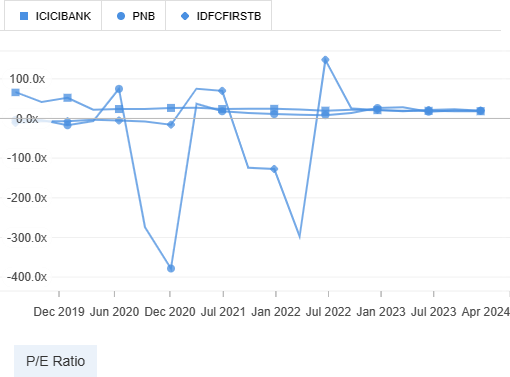 ICICIBANK PNB IDFCFIRSTB
100.0x
0.0x
-100.0x
-200.0x
-300.0x
-400.0x
Dec 2019 Jun 2020 Dec 2020 Jul 2021 Jan 2022 Jul 2022 Jan 2023 Jul 2023 Apr 2024
P/E Ratio